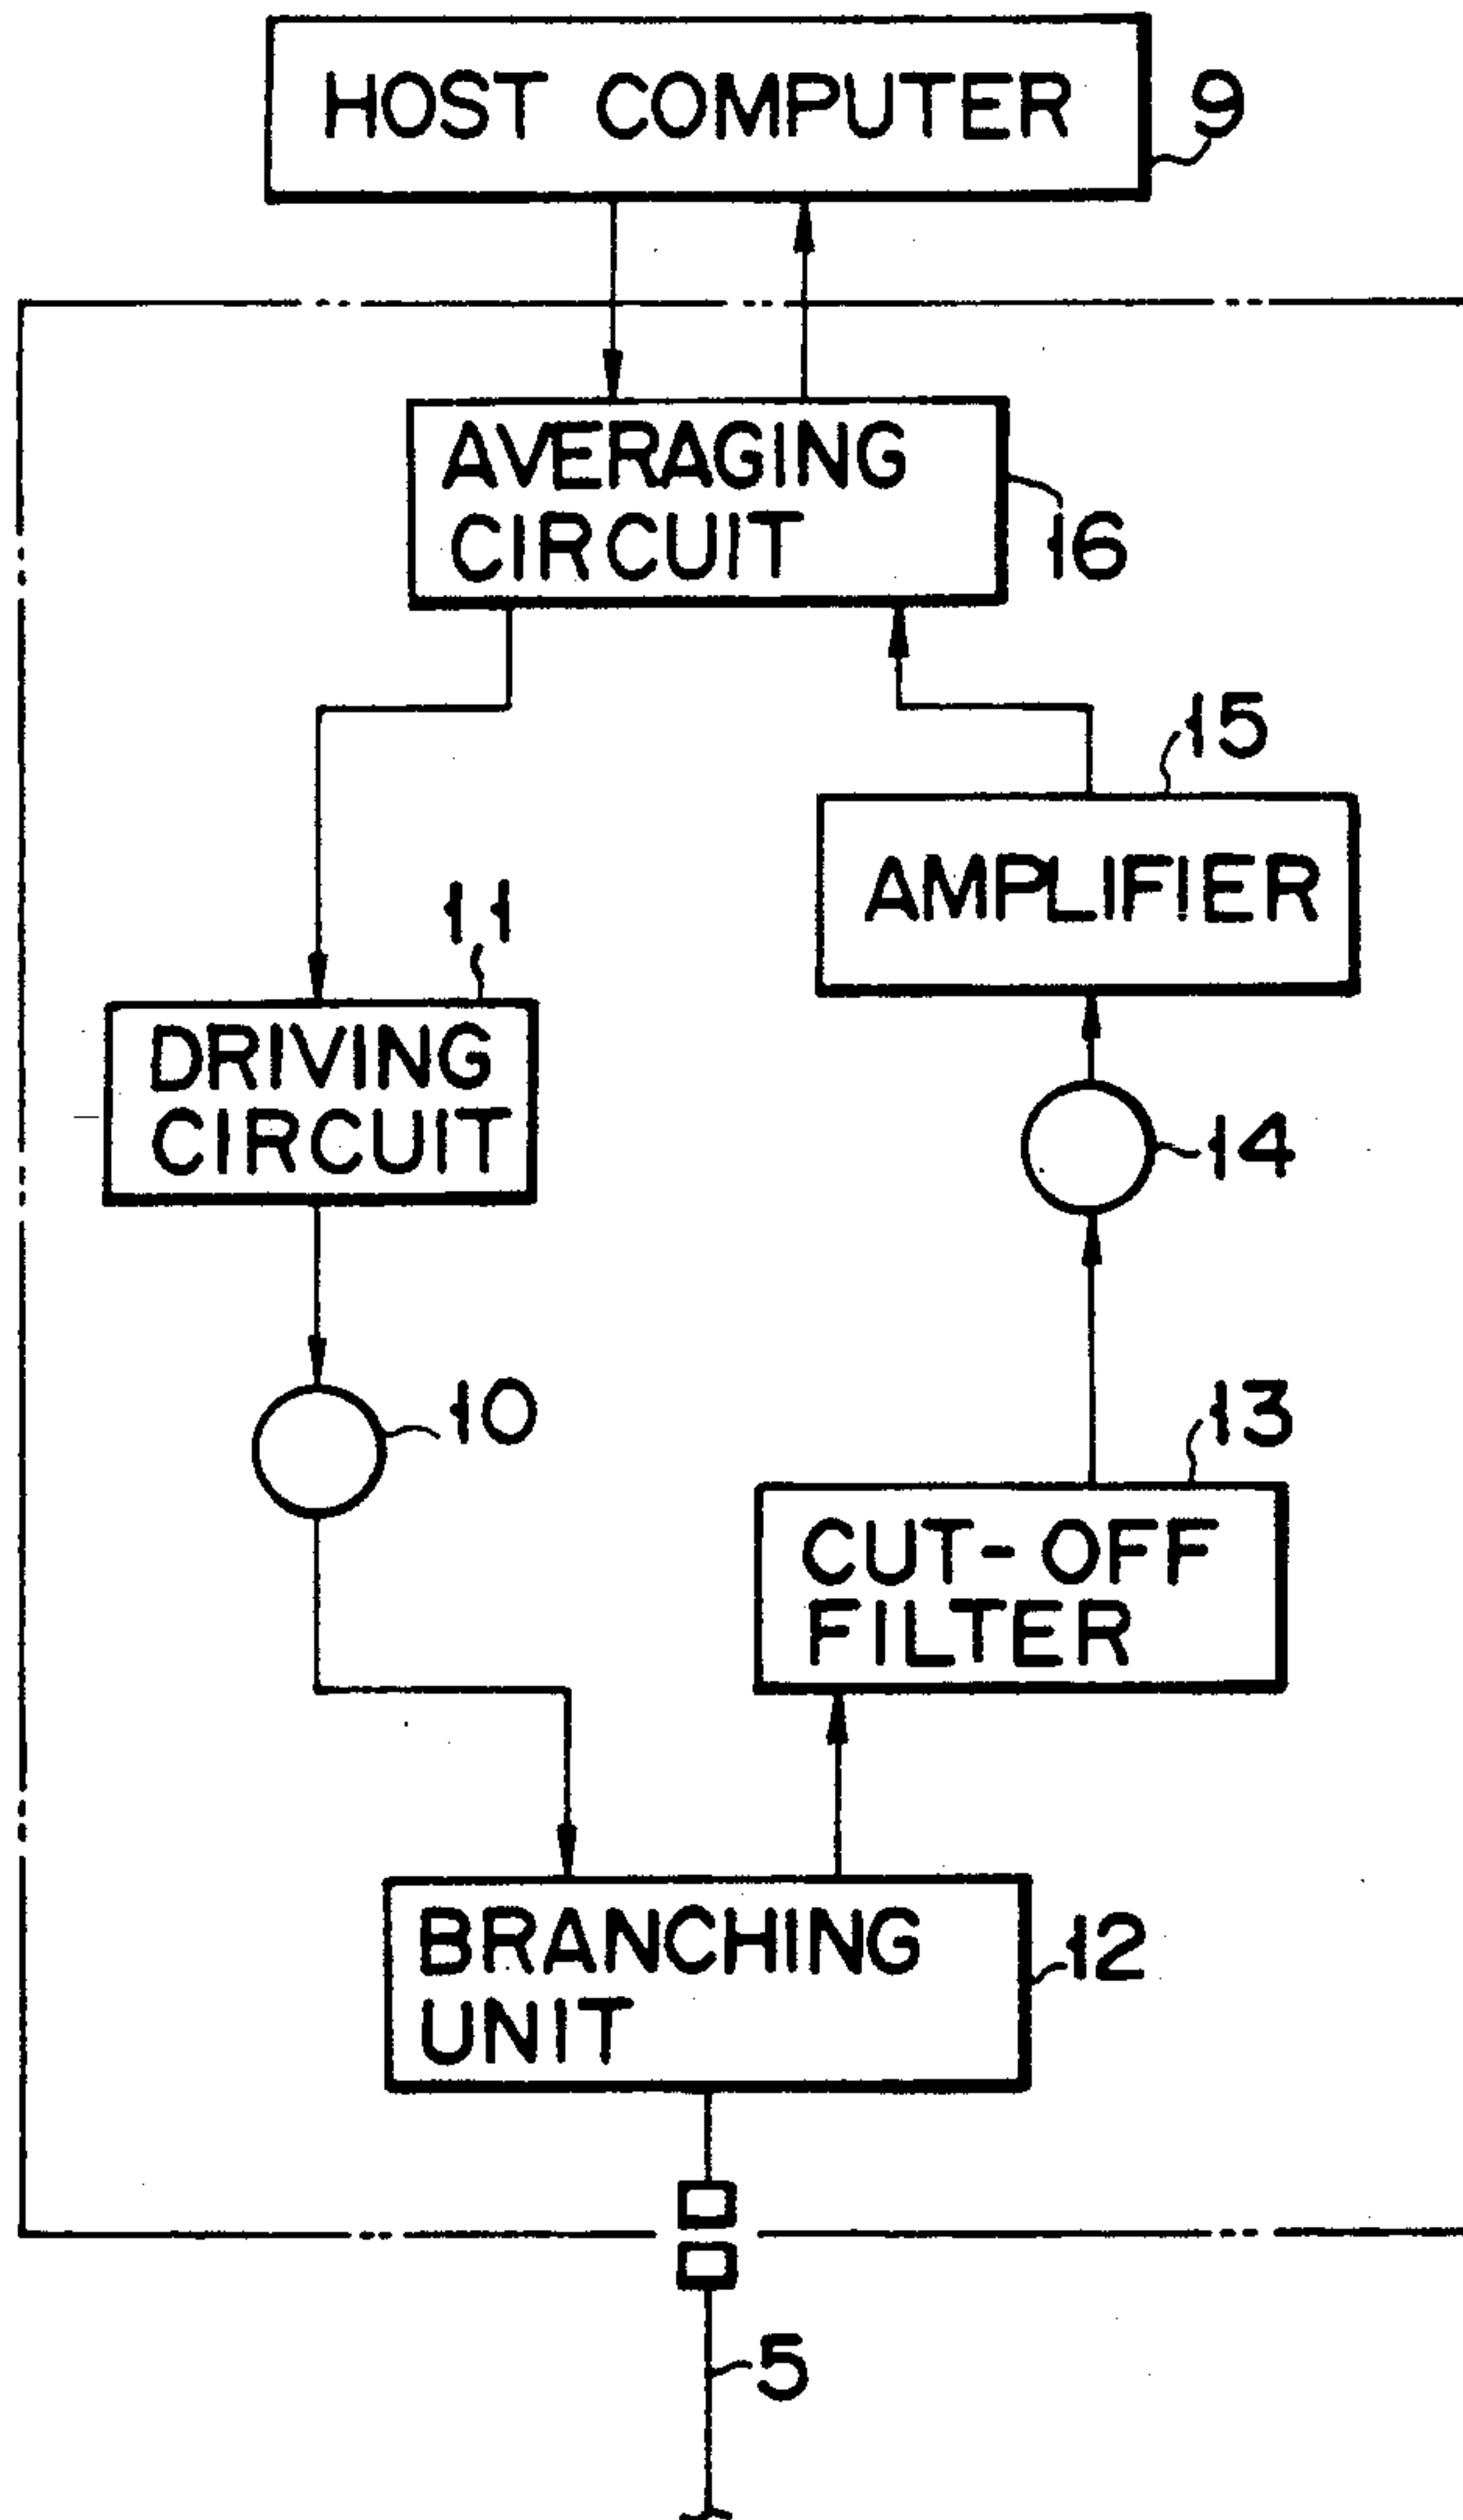 HOST COMPUTER
9
AVERAGING
CIRCUIT
16
15
AMPLIFIER
11
DRIVING
CIRCUIT
14
10
13
CUT-OFF
FILTER
BRANCHING
UNIT
12
5